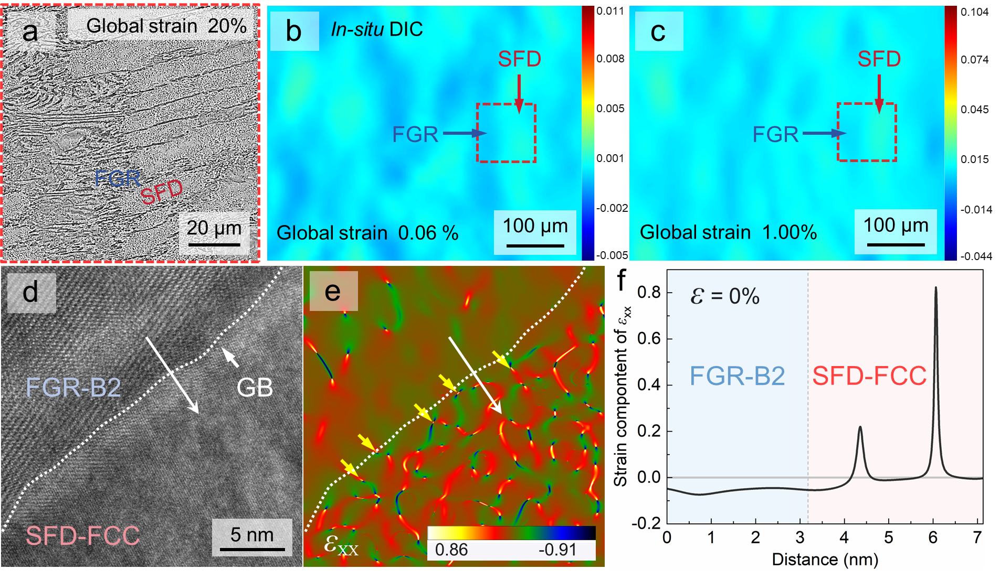 a
Global strain 20%
FGR
SFD
20 μm
b
In-situ DIC
SFD
FGR
Global strain 0.06 %
100 μm
0.011
0.008
0.005
0.001
-0.002
-0.005
c
SFD
FGR
Global strain 1.00%
100 μm
0.104
0.074
0.045
0.015
-0.014
-0.044
d
FGR-B2
GB
SFD-FCC
5 nm
e
εxx
0.86 -0.91
f
ε = 0%
FGR-B2 SFD-FCC
Strain compontent of εxx
0.8
0.6
0.4
0.2
0.0
-0.2
0 1 2 3 4 5 6 7
Distance (nm)